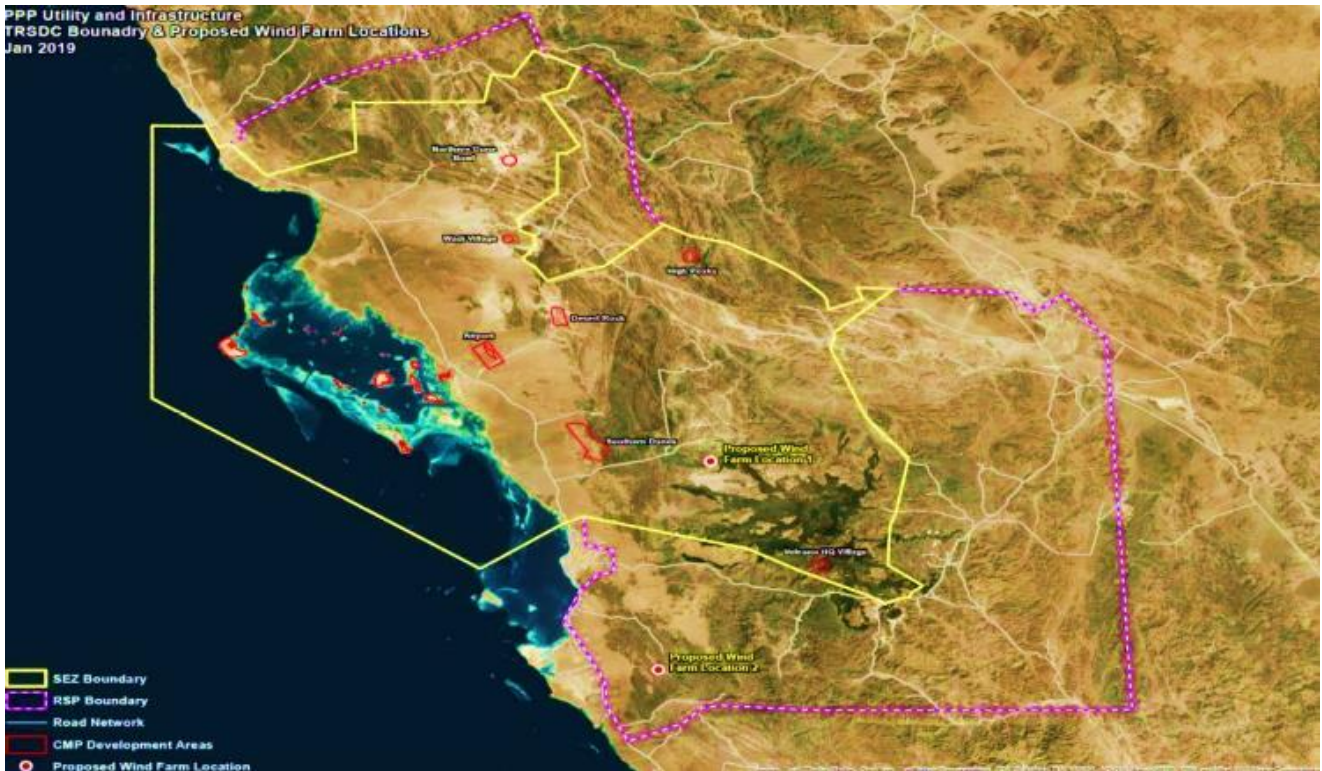 PPP Utility and Infrastructure
TRSDC Bounadry & Proposed Wind Farm Locations
Jan 2019
Northern Dune
Bowl
Wadi Village
High Peaks
Desert Rock
Airport
Southern Dunes
Proposed Wind
Farm Location 1
Volcano HQ Village
Proposed Wind
Farm Location 2
SEZ Boundary
RSP Boundary
Road Network
CMP Development Areas
Proposed Wind Farm Location